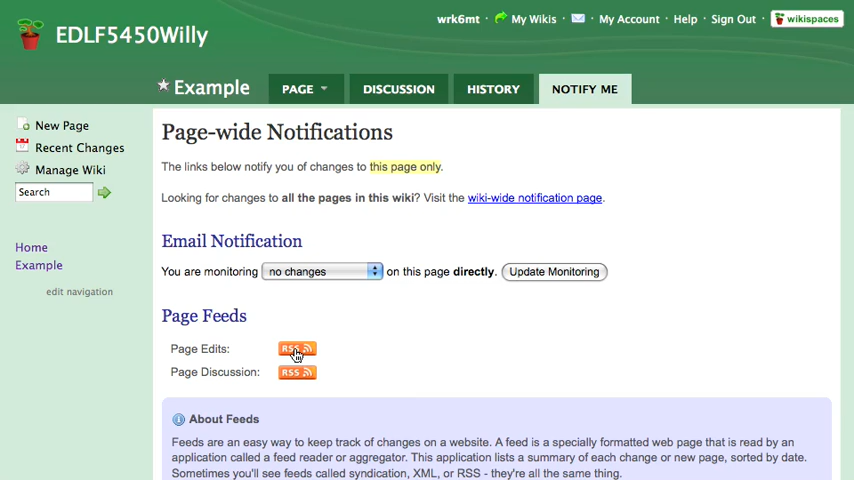 EDLF5450Willy
wrk6mt · My Wikis · · My Account · Help · Sign Out · wikispaces
Example PAGE DISCUSSION HISTORY NOTIFY ME
New Page
Recent Changes
Manage Wiki
Search
Home
Example
edit navigation
Page-wide Notifications
The links below notify you of changes to this page only.
Looking for changes to all the pages in this wiki? Visit the wiki-wide notification page.
Email Notification
You are monitoring no changes on this page directly. Update Monitoring
Page Feeds
Page Edits: RSS
Page Discussion: RSS
About Feeds
Feeds are an easy way to keep track of changes on a website. A feed is a specially formatted web page that is read by an
application called a feed reader or aggregator. This application lists a summary of each change or new page, sorted by date.
Sometimes you'll see feeds called syndication, XML, or RSS - they're all the same thing.